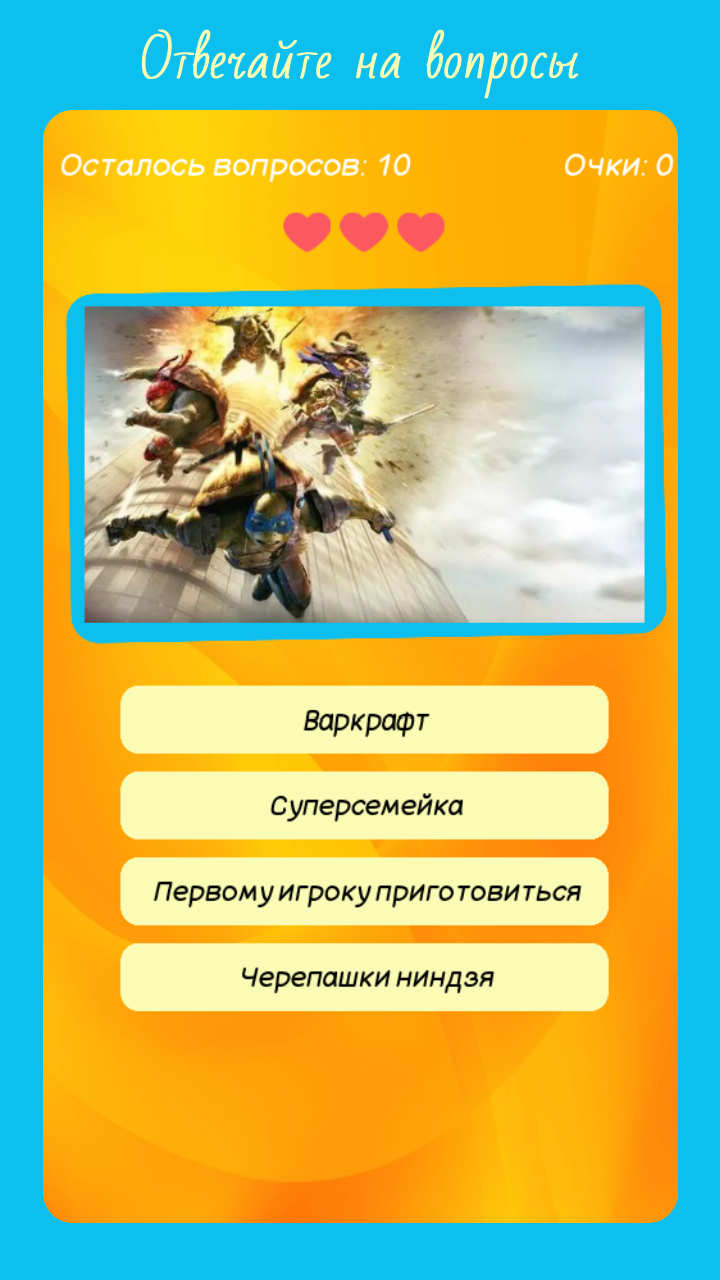 Отвечайте на вопросы
Осталось вопросов: 10 Очки: 0
Варкрафт
Суперсемейка
Первому игроку приготовиться
Черепашки ниндзя